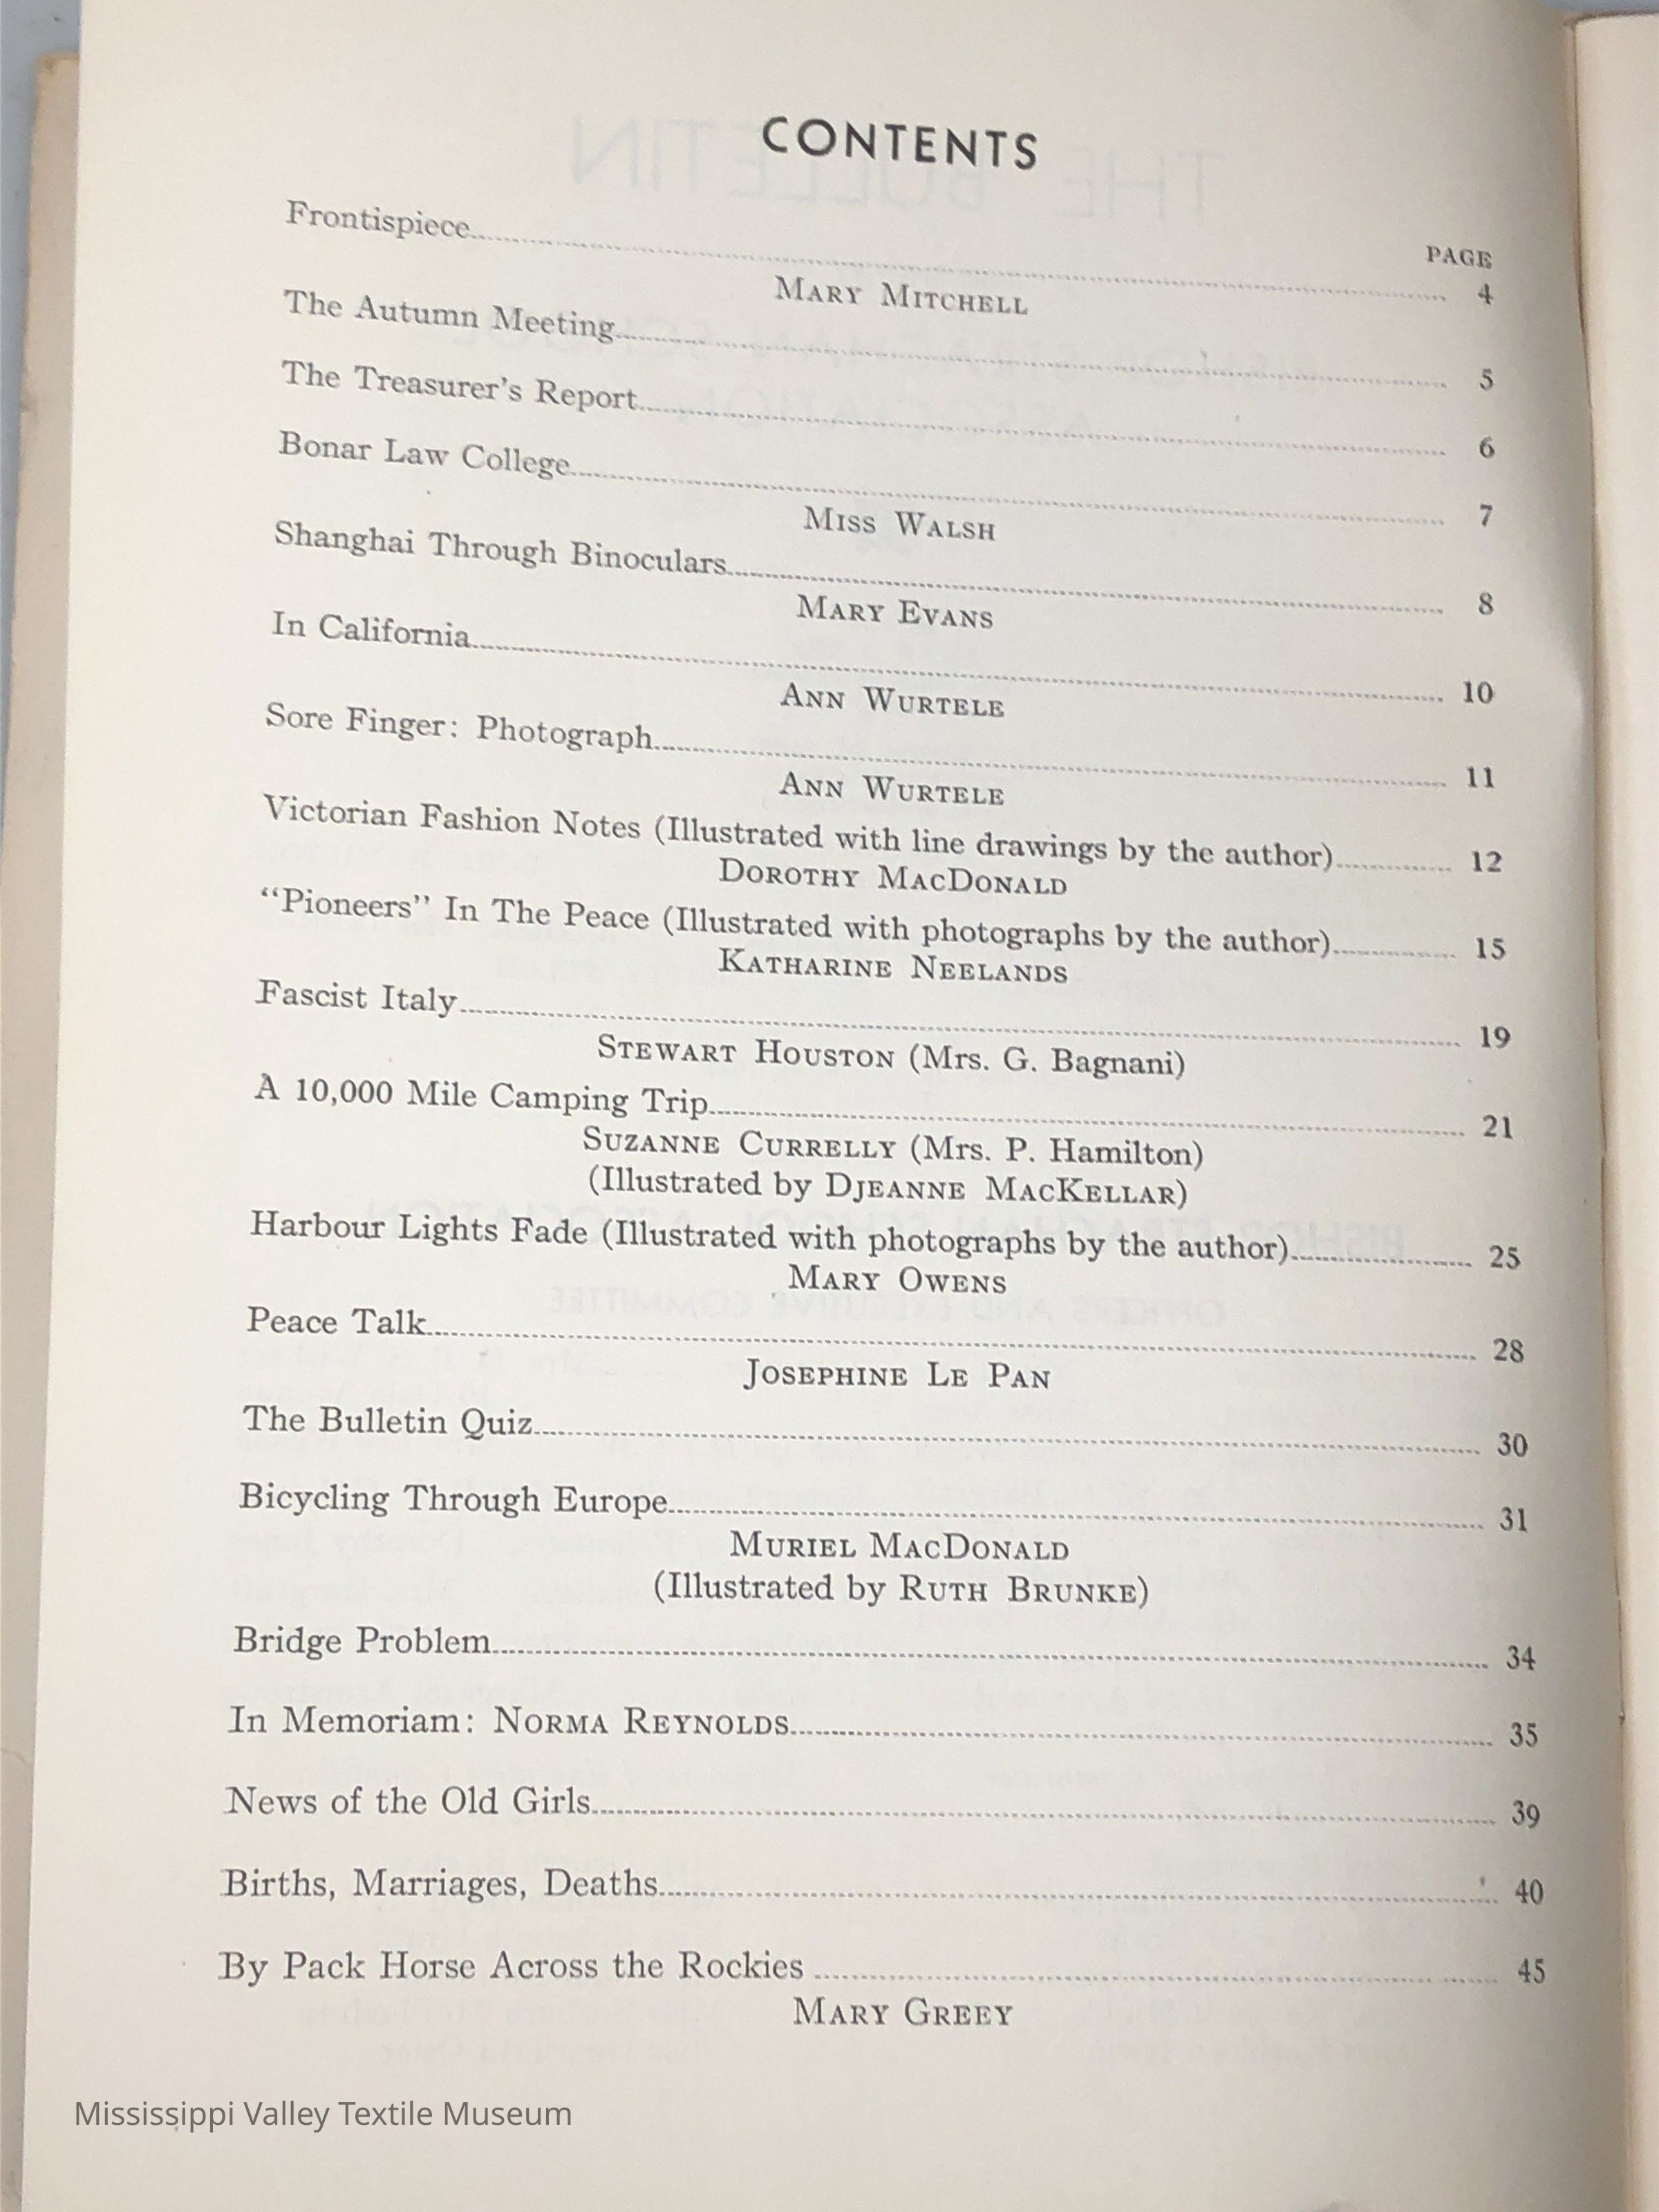 CONTENTS
PAGE
Frontispiece 4
MARY MITCHELL
The Autumn Meeting 5
The Treasurer's Report 6
Bonar Law College 7
MISS WALSH
Shanghai Through Binoculars 8
MARY EVANS
In California 10
ANN WURTELE
Sore Finger: Photograph 11
ANN WURTELE
Victorian Fashion Notes (Illustrated with line drawings by the author) 12
DOROTHY MACDONALD
"Pioneers" In The Peace (Illustrated with photographs by the author) 15
KATHARINE NEELANDS
Fascist Italy 19
STEWART HOUSTON (Mrs. G. Bagnani)
A 10,000 Mile Camping Trip 21
SUZANNE CURRELLY (Mrs. P. Hamilton)
(Illustrated by DJEANNE MACKELLAR)
Harbour Lights Fade (Illustrated with photographs by the author) 25
MARY OWENS
Peace Talk 28
JOSEPHINE LE PAN
The Bulletin Quiz 30
Bicycling Through Europe 31
MURIEL MACDONALD
(Illustrated by RUTH BRUNKE)
Bridge Problem 34
In Memoriam: NORMA REYNOLDS 35
News of the Old Girls 39
Births, Marriages, Deaths 40
By Pack Horse Across the Rockies 45
MARY GREEY
Mississippi Valley Textile Museum